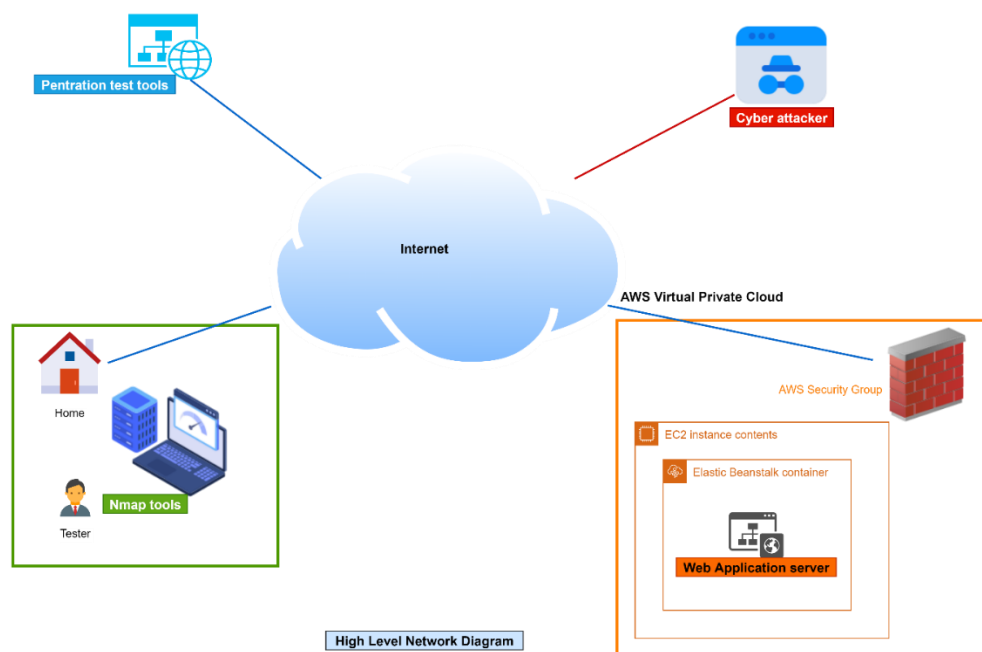 Pentration test tools
Cyber attacker
Internet
AWS Virtual Private Cloud
Home
Nmap tools
Tester
AWS Security Group
EC2 instance contents
Elastic Beanstalk container
Web Application server
High Level Network Diagram